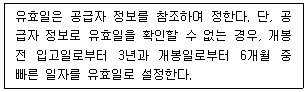 유효일은 공급자 정보를 참조하며 정한다. 단, 공
급자 정보로 유효일을 확인할 수 없는 경우, 개봉
전 입고일로부터 3년과 개봉일로부터 6개월 중
빠른 일자를 유효일로 설정한다.